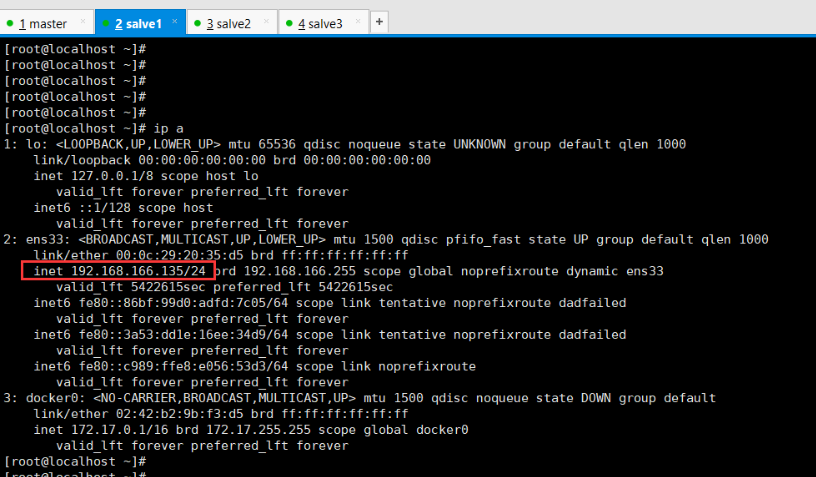 1 master × 2 salve1 × 3 salve2 × 4 salve3 × +
[root@localhost ~]#
[root@localhost ~]#
[root@localhost ~]#
[root@localhost ~]#
[root@localhost ~]#
[root@localhost ~]# ip a
1: lo: <LOOPBACK,UP,LOWER_UP> mtu 65536 qdisc noqueue state UNKNOWN group default qlen 1000
link/loopback 00:00:00:00:00:00 brd 00:00:00:00:00:00
inet 127.0.0.1/8 scope host lo
valid_lft forever preferred_lft forever
inet6 ::1/128 scope host
valid_lft forever preferred_lft forever
2: ens33: <BROADCAST,MULTICAST,UP,LOWER_UP> mtu 1500 qdisc pfifo_fast state UP group default qlen 1000
link/ether 00:0c:29:20:35:d5 brd ff:ff:ff:ff:ff:ff
inet 192.168.166.135/24 brd 192.168.166.255 scope global noprefixroute dynamic ens33
valid_lft 5422615sec preferred_lft 5422615sec
inet6 fe80::86bf:99d0:adfd:7c05/64 scope link tentative noprefixroute dadfailed
valid_lft forever preferred_lft forever
inet6 fe80::3a53:dd1e:16ee:34d9/64 scope link tentative noprefixroute dadfailed
valid_lft forever preferred_lft forever
inet6 fe80::c989:ffe8:e056:53d3/64 scope link noprefixroute
valid_lft forever preferred_lft forever
3: docker0: <NO-CARRIER,BROADCAST,MULTICAST,UP> mtu 1500 qdisc noqueue state DOWN group default
link/ether 02:42:b2:9b:f3:d5 brd ff:ff:ff:ff:ff:ff
inet 172.17.0.1/16 brd 172.17.255.255 scope global docker0
valid_lft forever preferred_lft forever
[root@localhost ~]#
[root@localhost ~]#